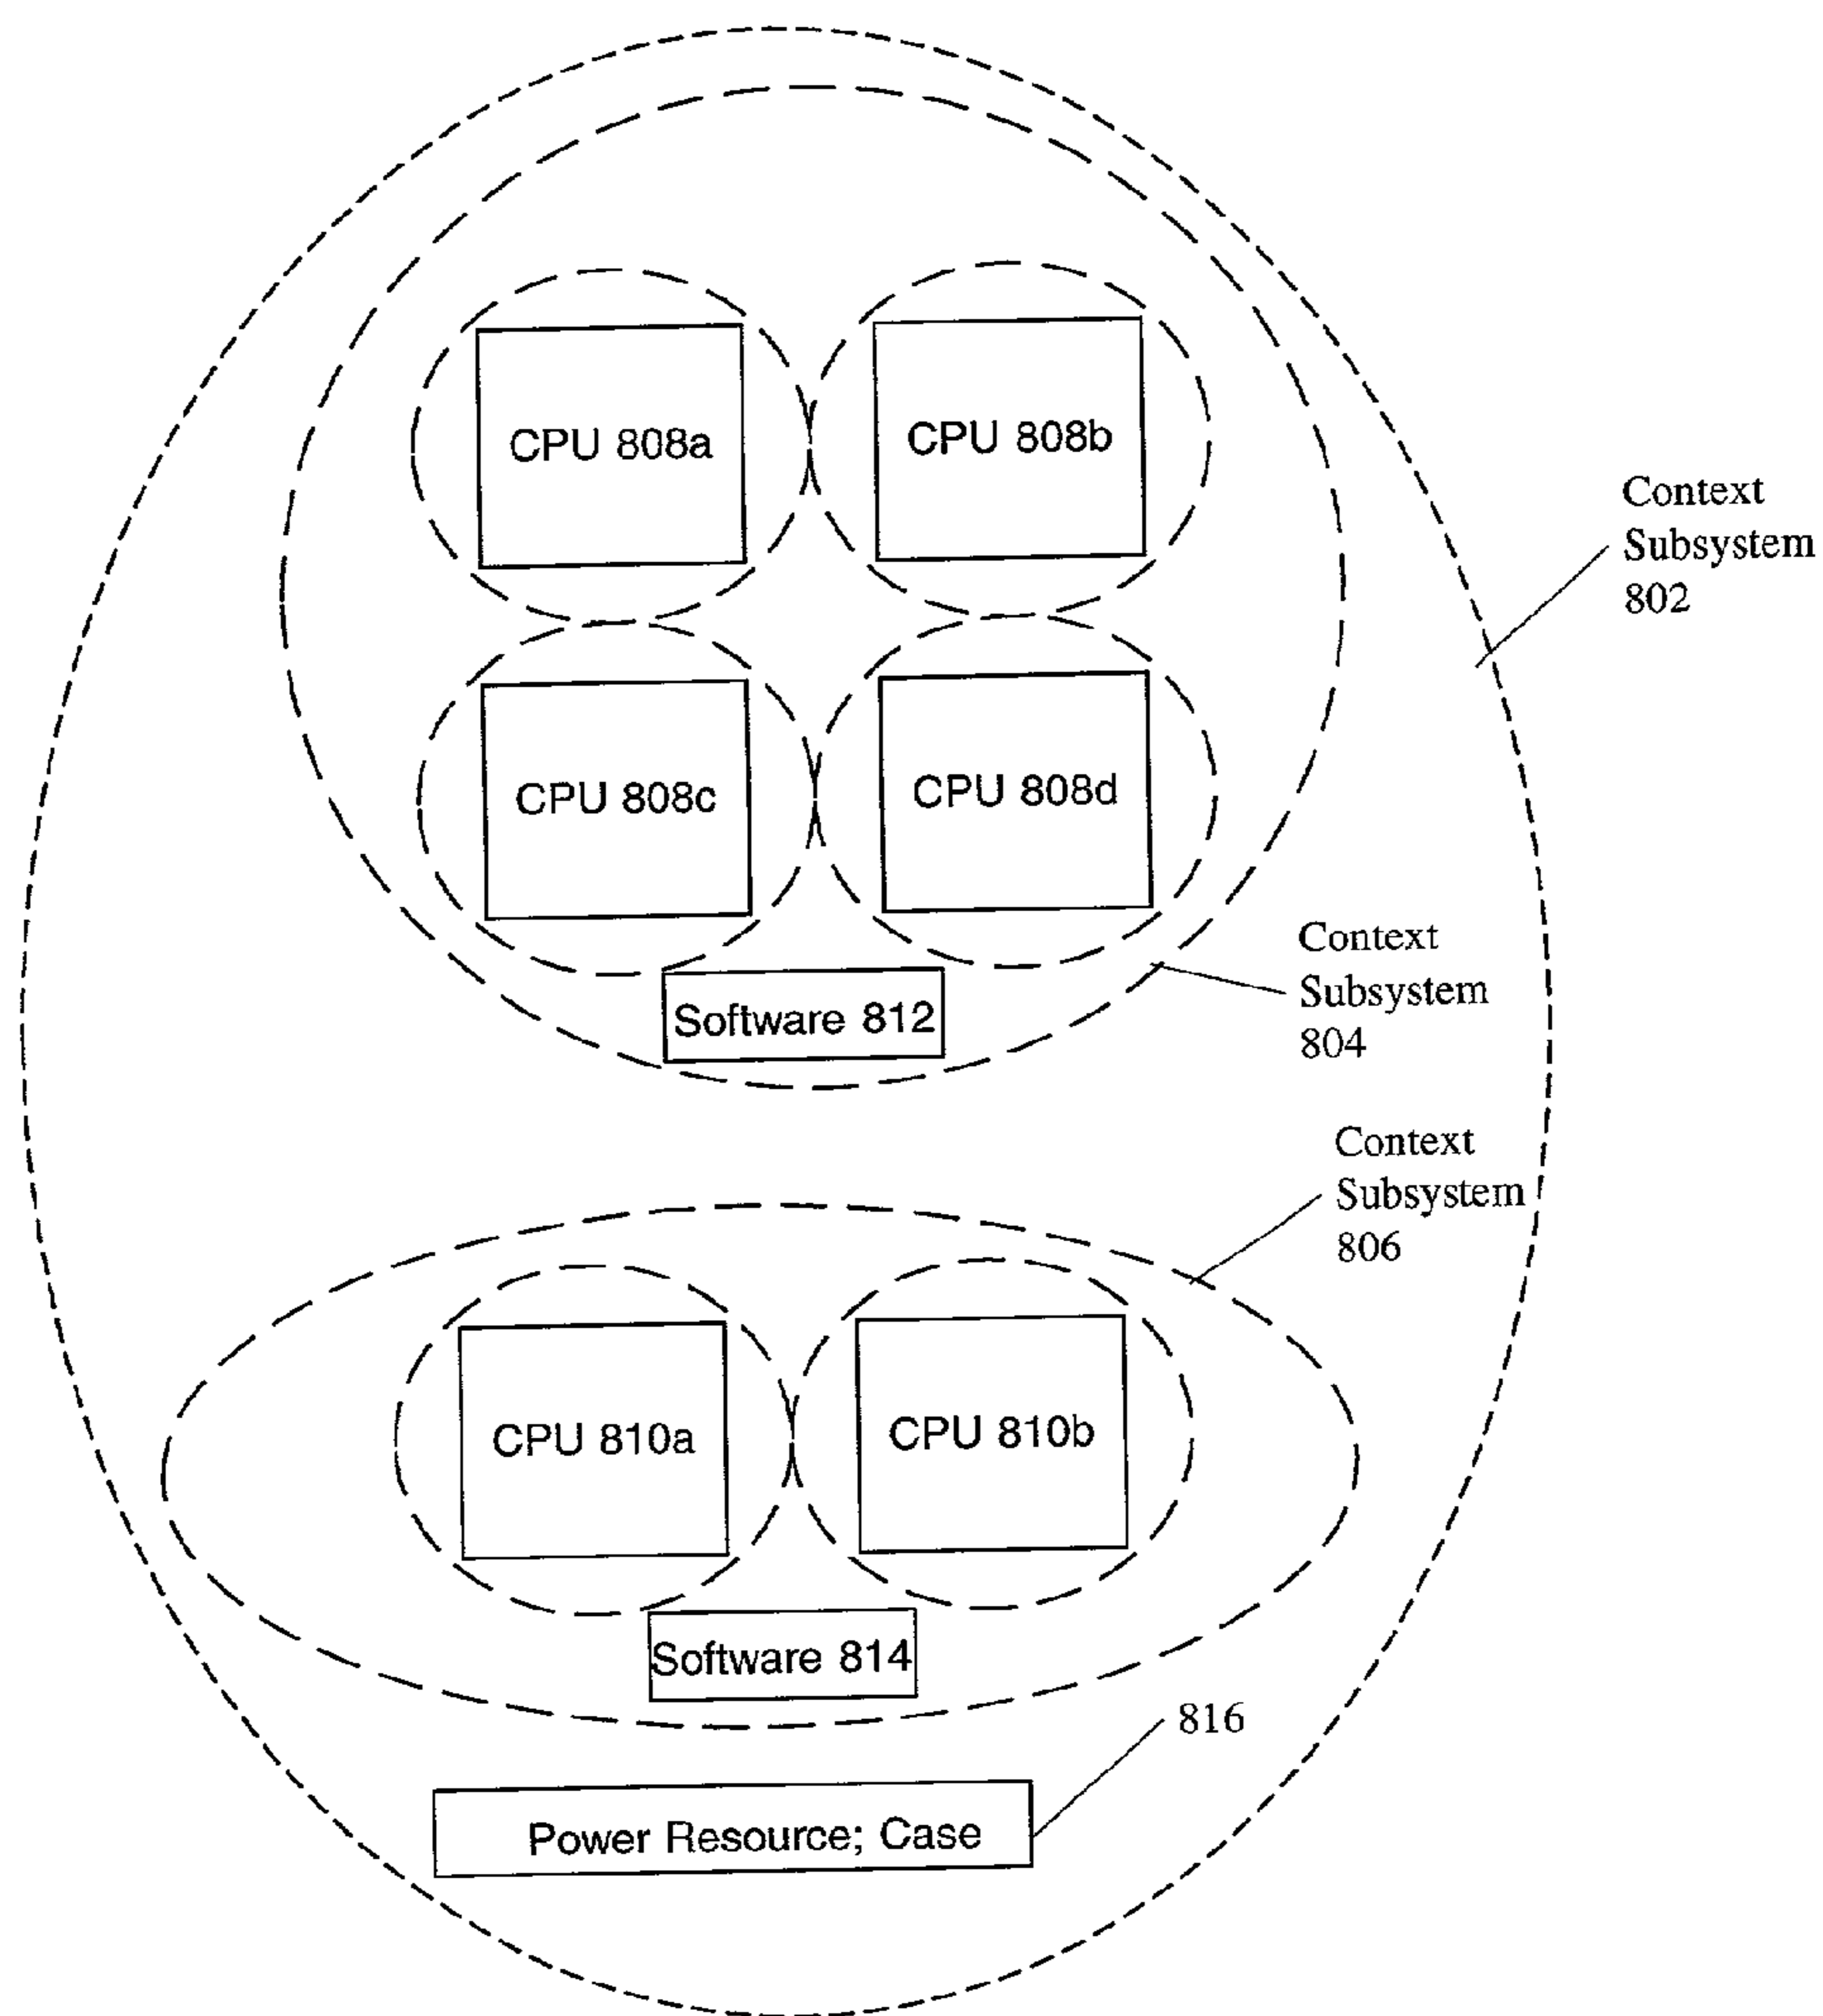 CPU 808a
CPU 808b
Context
Subsystem
802
CPU 808c
CPU 808d
Context
Subsystem
804
Software 812
Context
Subsystem
806
CPU 810a
CPU 810b
Software 814
816
Power Resource; Case